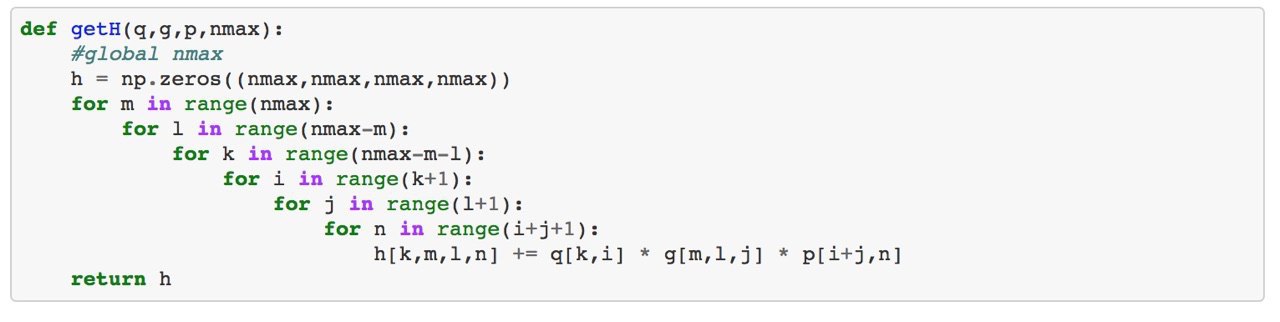 def getH(q,g,p,nmax):
    #global nmax
    h = np.zeros((nmax,nmax,nmax,nmax))
    for m in range(nmax):
        for l in range(nmax-m):
            for k in range(nmax-m-l):
                for i in range(k+1):
                    for j in range(l+1):
                        for n in range(i+j+1):
                            h[k,m,l,n] += q[k,i] * g[m,l,j] * p[i+j,n]
    return h